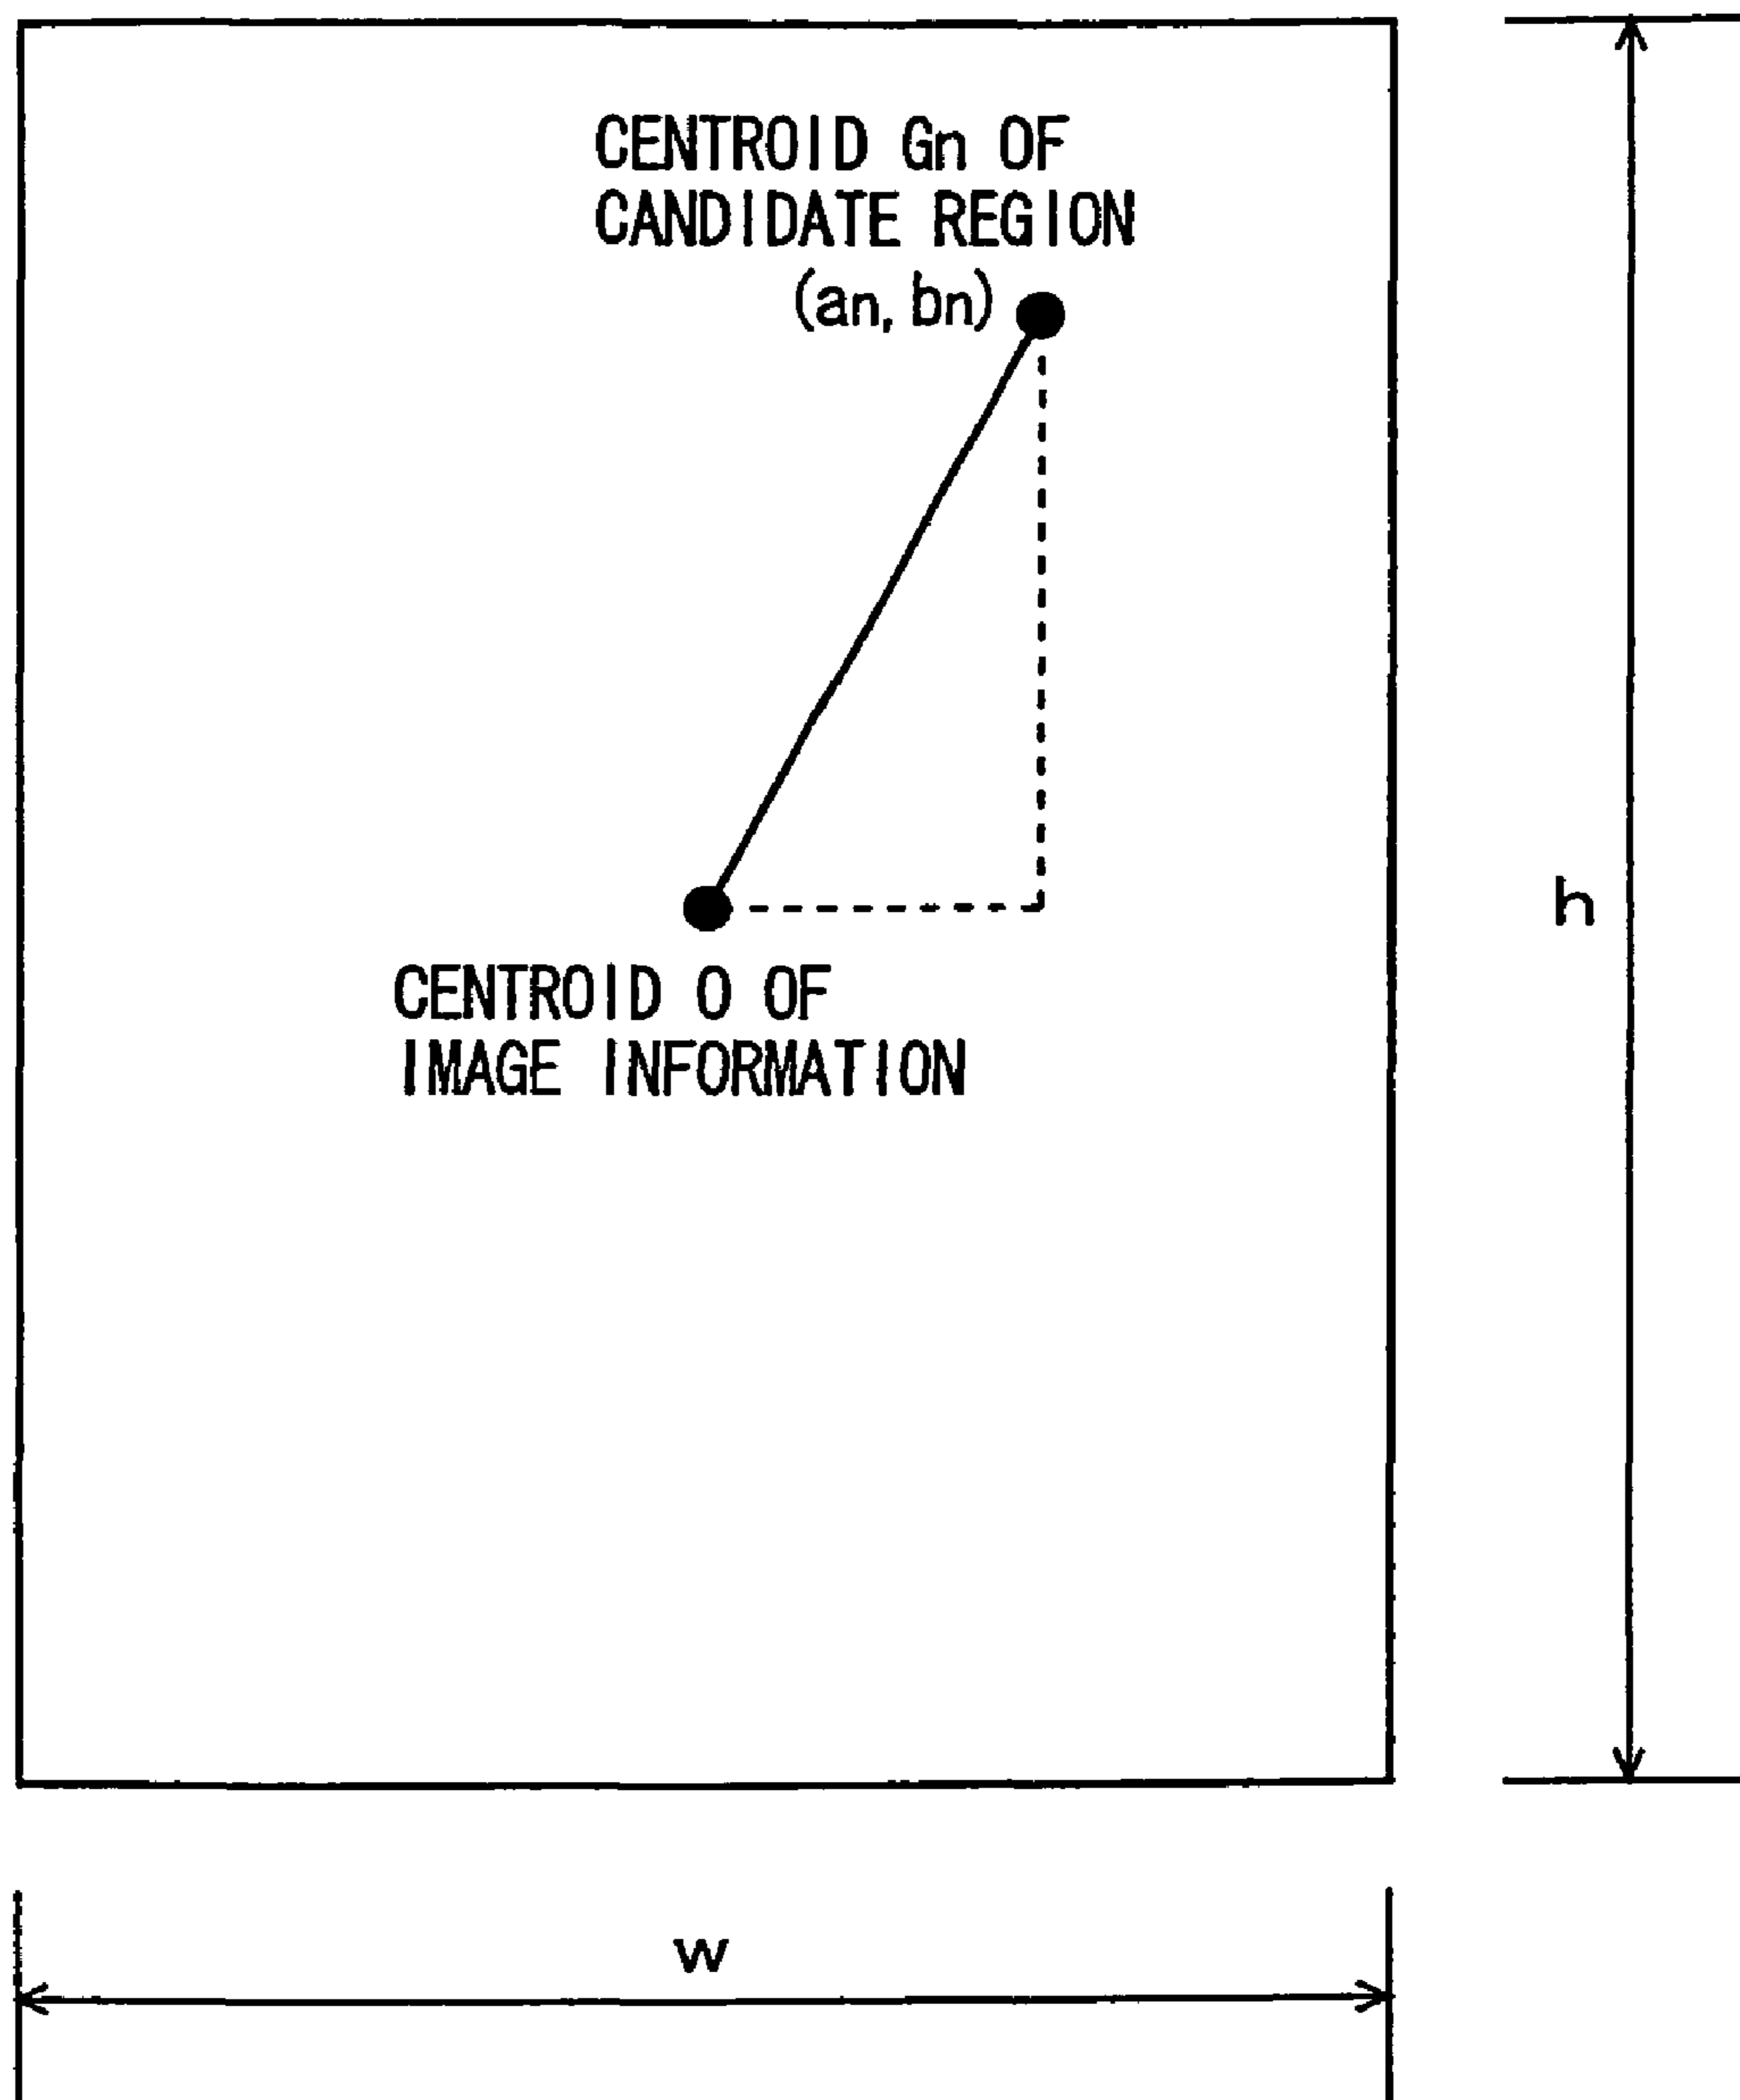 CENTROID Gn OF
CANDIDATE REGION
(an, bn)
CENTROID O OF
IMAGE INFORMATION
h
w